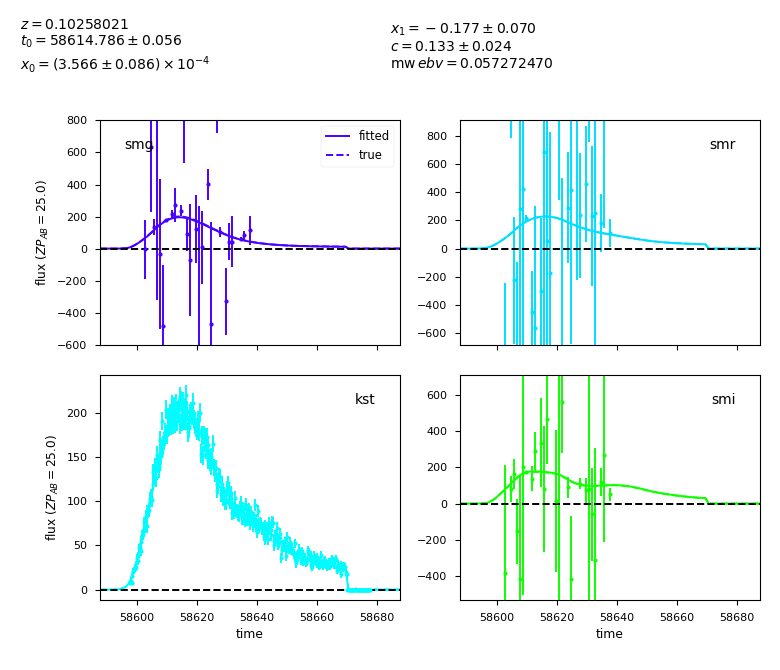 z = 0.10258021
t₀ = 58614.786 ± 0.056
x₀ = (3.566 ± 0.086) × 10⁻⁴
x₁ = −0.177 ± 0.070
c = 0.133 ± 0.024
mw ebv = 0.057272470
smg
fitted
true
800
600
400
200
0
−200
−400
−600
flux (ZP_AB = 25.0)
smr
800
600
400
200
0
−200
−400
−600
kst
200
150
100
50
0
flux (ZP_AB = 25.0)
58600 58620 58640 58660 58680
time
smi
600
400
200
0
−200
−400
58600 58620 58640 58660 58680
time